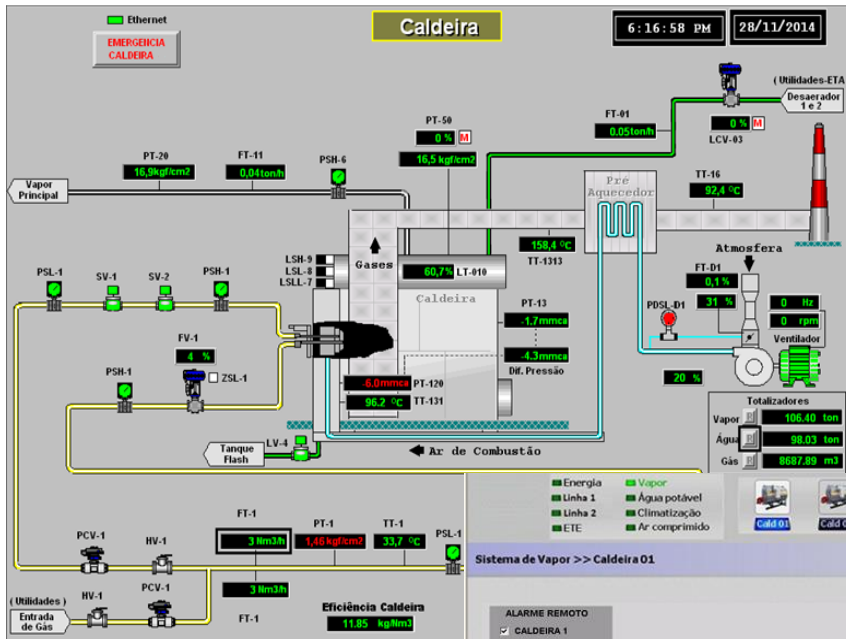 Ethernet
EMERGENCIA
CALDEIRA
Caldeira
6:16:58 PM
28/11/2014
( Utilidades-ETA
Desaerador
1 e 2
PT-50
0 % M
16,5 kgf/cm2
FT-01
0.05ton/h
0 % M
LCV-03
PT-20
16,9kgf/cm2
FT-11
0,04ton/h
PSH-6
Vapor
Principal
Pré
Aquecedor
TT-16
92,4 ºC
158,4 ºC
TT-1313
Gases
LSH-9
LSL-8
LSLL-7
60,7% LT-010
Caldeira
Atmosfera
FT-D1
0,1 %
31 %
PDSL-D1
0 Hz
0 rpm
Ventilador
20 %
PSL-1
SV-1
SV-2
PSH-1
PT-13
-1.7mmca
-4.3mmca
Dif. Pressão
FV-1
4 %
ZSL-1
PSH-1
-6.0mmca PT-120
96.2 ºC TT-131
Totalizadores
Vapor R 106.40 ton
Água R 98.03 ton
Gás R 8687.89 m3
Tanque
Flash
LV-4
Ar de Combustão
Energia
Vapor
Linha 1
Água potável
Linha 2
Climatização
ETE
Ar comprimido
Cald 01
Sistema de Vapor >> Caldeira 01
ALARME REMOTO
CALDEIRA 1
FT-1
3 Nm3/h
PT-1
1,46 kgf/cm2
TT-1
33,7 ºC
PSL-1
PCV-1
HV-1
3 Nm3/h
FT-1
( Utilidades )
Entrada
de Gás
HV-1
PCV-1
Eficiência Caldeira
11.85 kg/Nm3